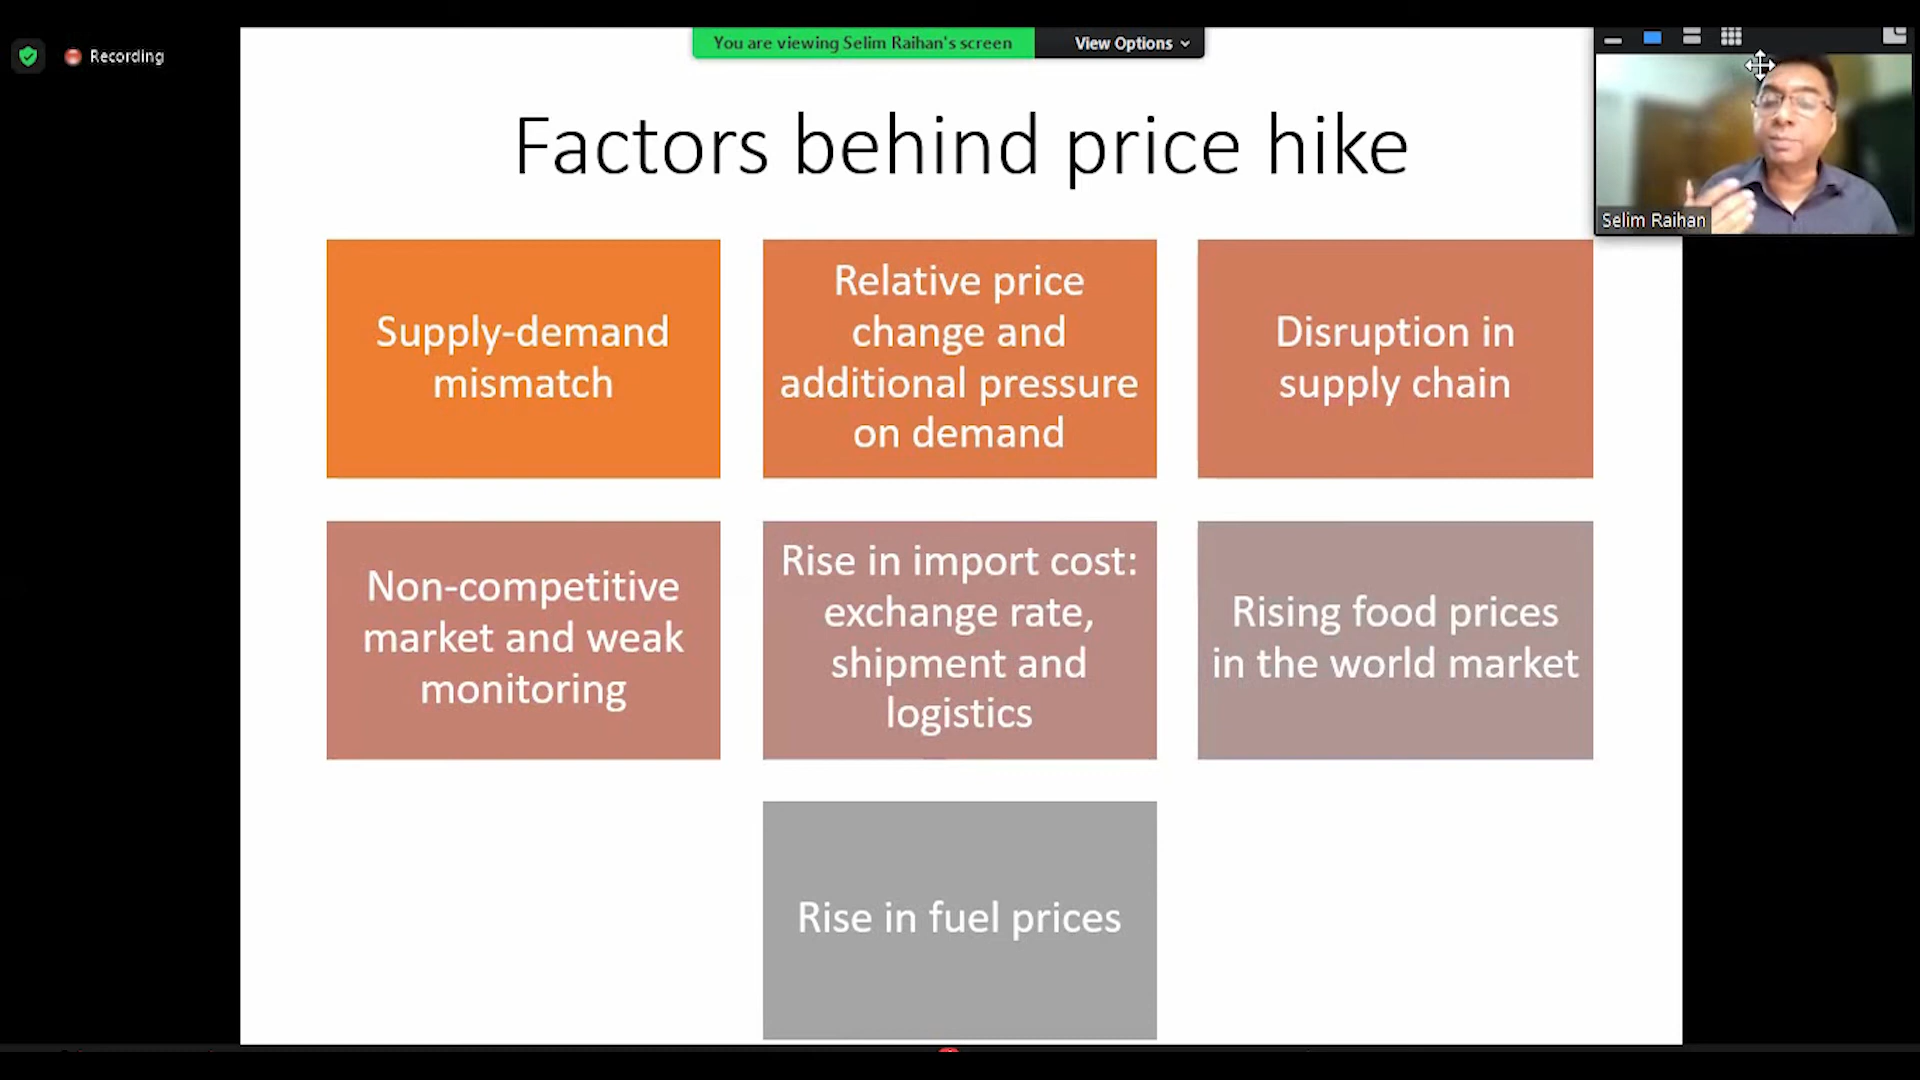 Recording
You are viewing Selim Raihan's screen
View Options
Factors behind price hike
Selim Raihan
Supply-demand
mismatch
Relative price
change and
additional pressure
on demand
Disruption in
supply chain
Non-competitive
market and weak
monitoring
Rise in import cost:
exchange rate,
shipment and
logistics
Rising food prices
in the world market
Rise in fuel prices